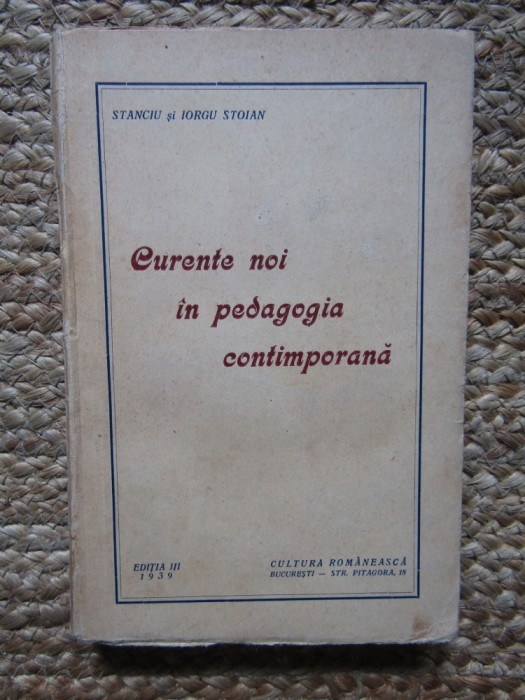 STANCIU și IORGU STOIAN
Curente noi
în pedagogia
contimporană
EDIȚIA III
1939
CULTURA ROMÂNEASCĂ
BUCUREȘTI — STR. PITAGORA, 18